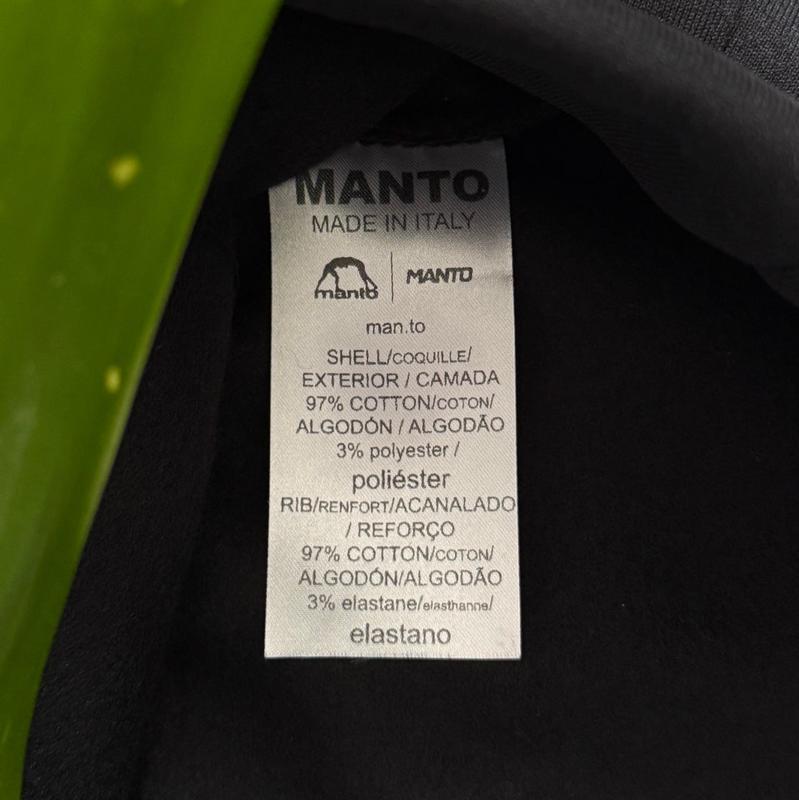 MANTO
MADE IN ITALY
manto | MANTO
man.to
SHELL/COQUILLE/
EXTERIOR / CAMADA
97% COTTON/COTON/
ALGODÓN / ALGODÃO
3% polyester /
poliéster
RIB/RENFORT/ACANALADO
/ REFORÇO
97% COTTON/COTON/
ALGODÓN/ALGODÃO
3% elastane/elasthanne/
elastano